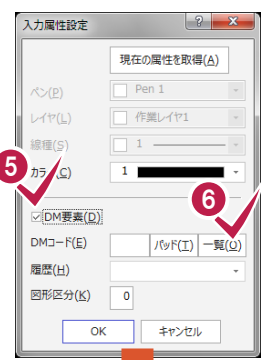 入力属性設定
現在の属性を取得(A)
ペン(P) Pen 1
レイヤ(L) 作業レイヤ1
線種(S) 1
カラー(C) 1
5
DM要素(D)
6
DMコード(E) パッド(T) 一覧(O)
履歴(H)
図形区分(K) 0
OK キャンセル